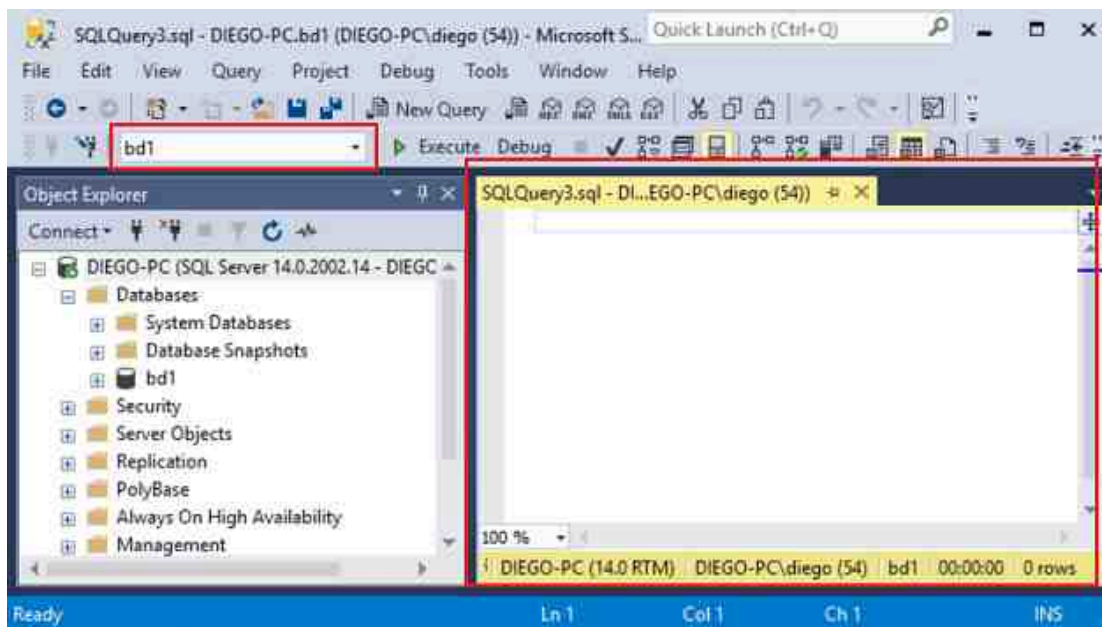 SQLQuery3.sql - DIEGO-PC.bd1 (DIEGO-PC\diego (54)) - Microsoft S... Quick Launch (Ctrl+Q)
File Edit View Query Project Debug Tools Window Help
New Query
bd1 Execute Debug
Object Explorer
SQLQuery3.sql - DI...EGO-PC\diego (54))
Connect
DIEGO-PC (SQL Server 14.0.2002.14 - DIEGC
Databases
System Databases
Database Snapshots
bd1
Security
Server Objects
Replication
PolyBase
Always On High Availability
Management
100 %
DIEGO-PC (14.0 RTM) DIEGO-PC\diego (54) bd1 00:00:00 0 rows
Ready Ln 1 Col 1 Ch 1 INS